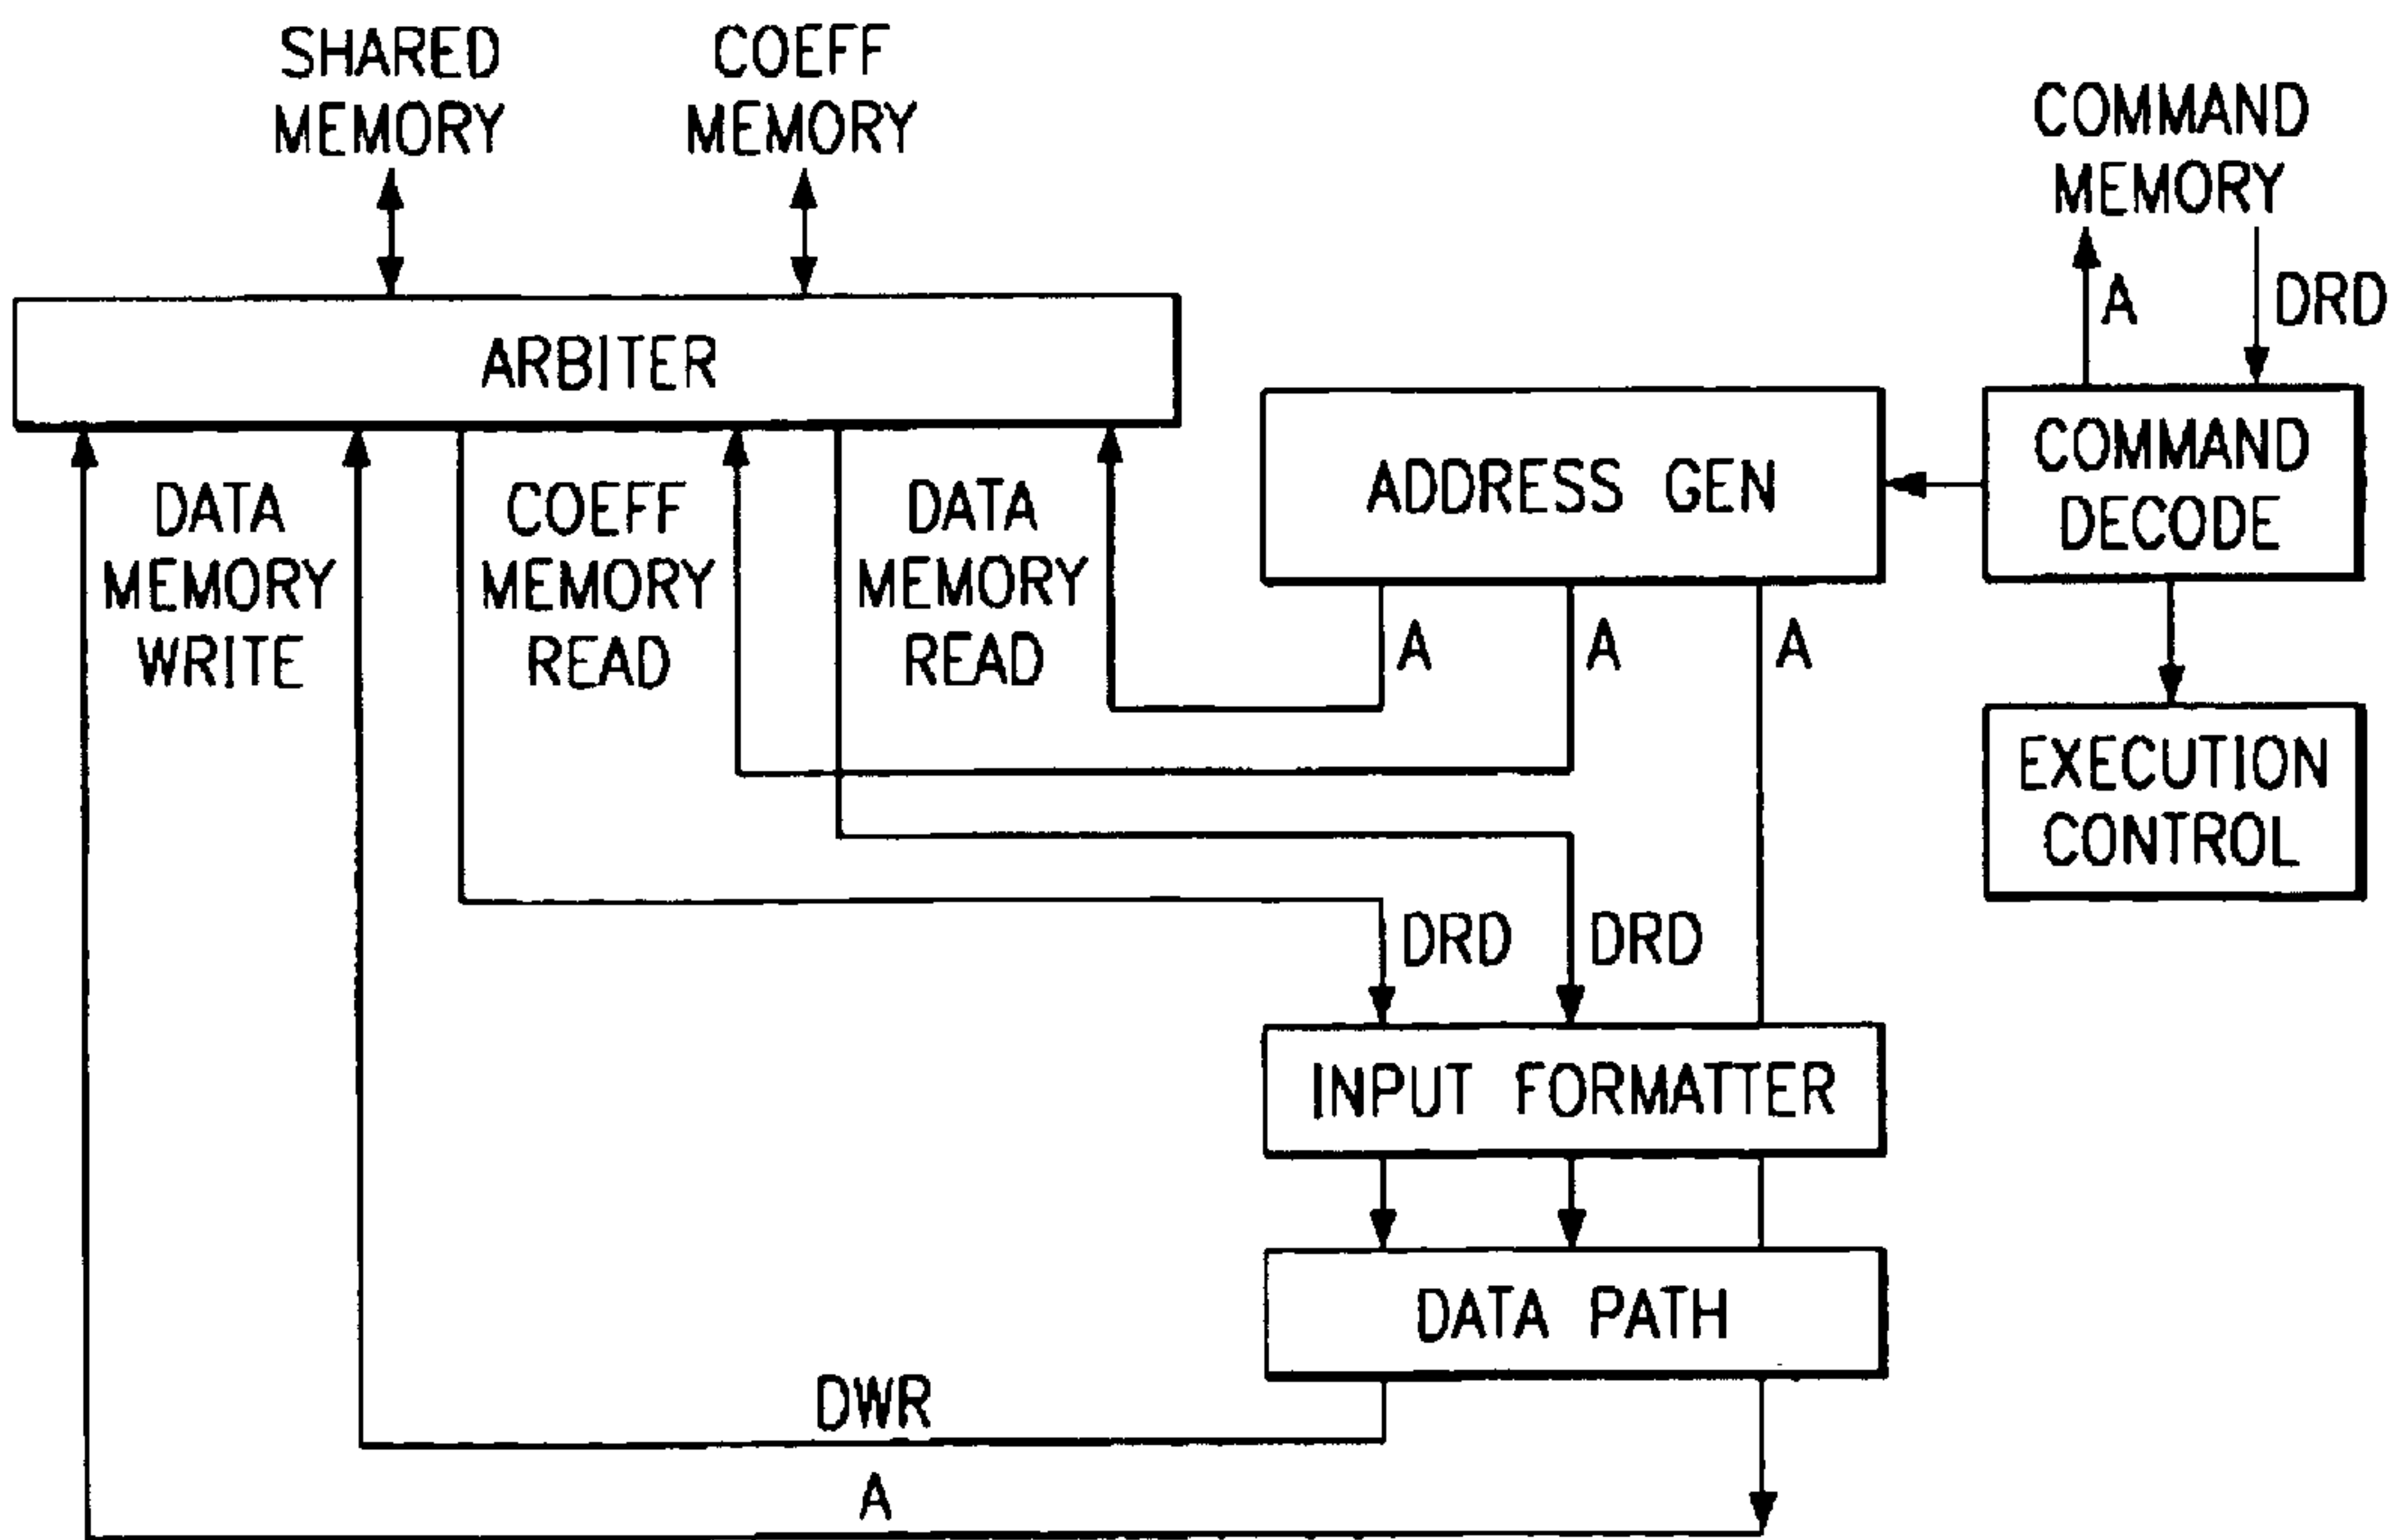 SHARED
MEMORY
COEFF
MEMORY
COMMAND
MEMORY
A
DRD
ARBITER
ADDRESS GEN
COMMAND
DECODE
DATA
MEMORY
WRITE
COEFF
MEMORY
READ
DATA
MEMORY
READ
A
A
A
EXECUTION
CONTROL
DRD
DRD
INPUT FORMATTER
DATA PATH
DWR
A